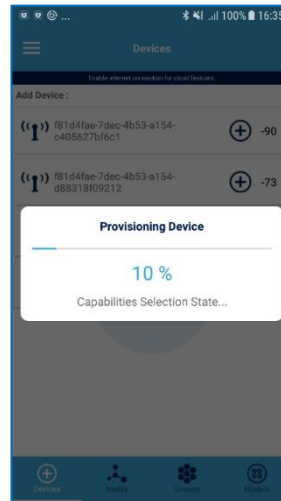 100% 16:35
Devices
Enable internet connection for cloud features
Add Device :
f81d4fae-7dec-4b53-a154-
c405627bf6c1
-90
f81d4fae-7dec-4b53-a154-
d88318f09212
-73
Provisioning Device
10 %
Capabilities Selection State...
Devices
Nodes
Groups
Models